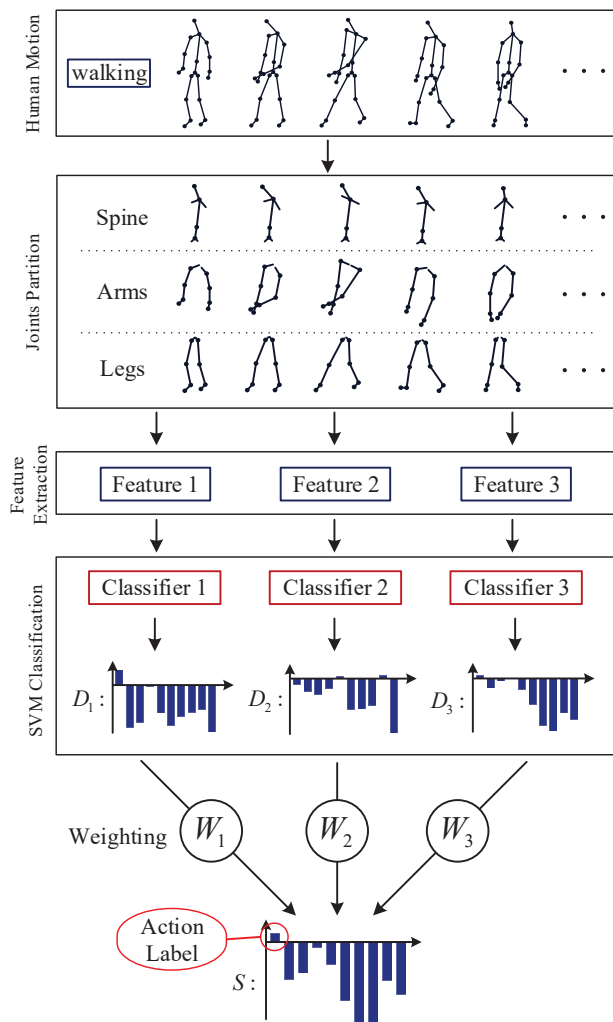 Human Motion
walking
. . .
Joints Partition
Spine
. . .
Arms
. . .
Legs
. . .
Feature
Extraction
Feature 1
Feature 2
Feature 3
SVM Classification
Classifier 1
Classifier 2
Classifier 3
D₁ :
D₂ :
D₃ :
Weighting
W₁
W₂
W₃
Action
Label
S :